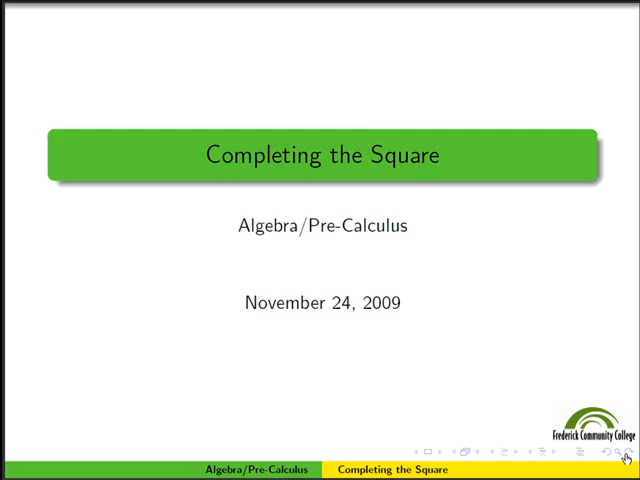 Completing the Square
Algebra/Pre-Calculus
November 24, 2009
Frederick Community College
Algebra/Pre-Calculus
Completing the Square